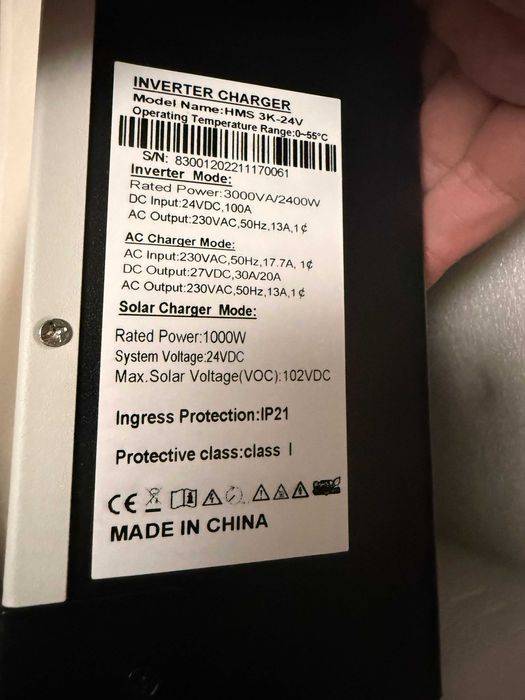 INVERTER CHARGER
Model Name:HMS 3K-24V
Operating Temperature Range:0~55°C
S/N: 83001202211170061
Inverter Mode:
Rated Power:3000VA/2400W
DC Input:24VDC,100A
AC Output:230VAC,50Hz,13A,1¢
AC Charger Mode:
AC Input:230VAC,50Hz,17.7A, 1¢
DC Output:27VDC,30A/20A
AC Output:230VAC,50Hz,13A,1¢
Solar Charger Mode:
Rated Power:1000W
System Voltage:24VDC
Max.Solar Voltage(VOC):102VDC
Ingress Protection:IP21
Protective class:class I
CE
MADE IN CHINA